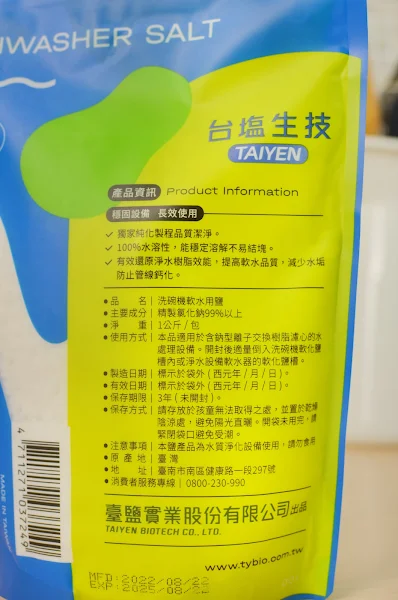 WASHER SALT
台塩生技
TAIYEN
產品資訊 Product Information
穩固設備 長效使用
✓ 獨家純化製程品質潔淨。
✓ 100%水溶性，能穩定溶解不易結塊。
✓ 有效還原淨水樹脂效能，提高軟水品質，減少水垢
防止管線鈣化。
●品 名｜洗碗機軟水用鹽
●主要成分｜精製氯化鈉99%以上
●淨 重｜1公斤/包
●使用方式｜本品適用於含鈉型離子交換樹脂濾心的水
處理設備。開封後適量倒入洗碗機軟化鹽
槽內或淨水設備軟水器的軟化鹽槽。
●製造日期｜標示於袋外(西元年/月/日)。
●有效日期｜標示於袋外(西元年/月/日)。
●保存期限｜3年(未開封)。
●保存方式｜請存放於孩童無法取得之處，並置於乾燥
陰涼處，避免陽光直曬。開袋未用完，請
緊閉袋口避免受潮。
●注意事項｜本鹽產品為水質淨化設備使用，請勿食用
●原產地｜臺灣
●地 址｜臺南市南區健康路一段297號
●消費者服務專線｜0800-230-990
臺鹽實業股份有限公司出品
TAIYEN BIOTECH CO., LTD.
www.tybio.com.tw
4 711271 037249
MADE IN TAIWAN
MFD:2022/08/22
EXP:2025/08/